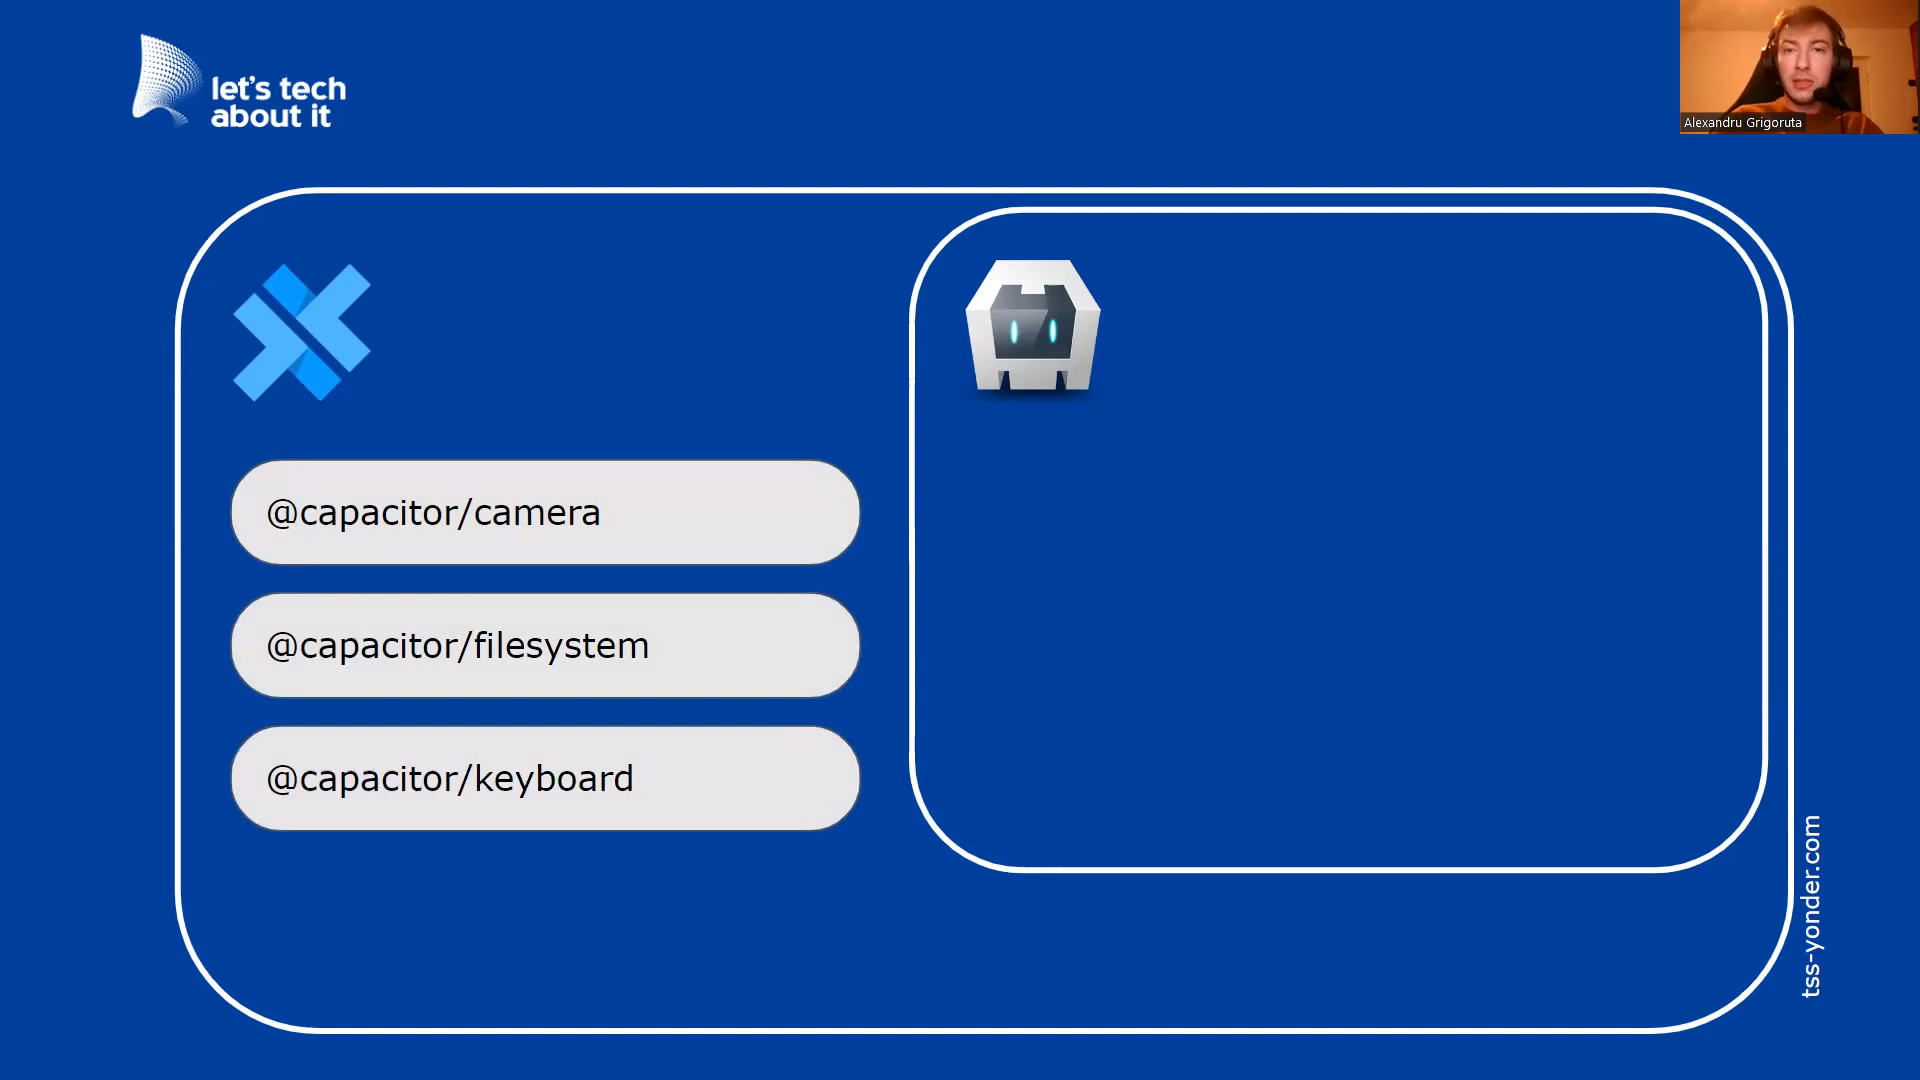 let's tech
about it
Alexandru Grigoruta
@capacitor/camera
@capacitor/filesystem
@capacitor/keyboard
tss-yonder.com